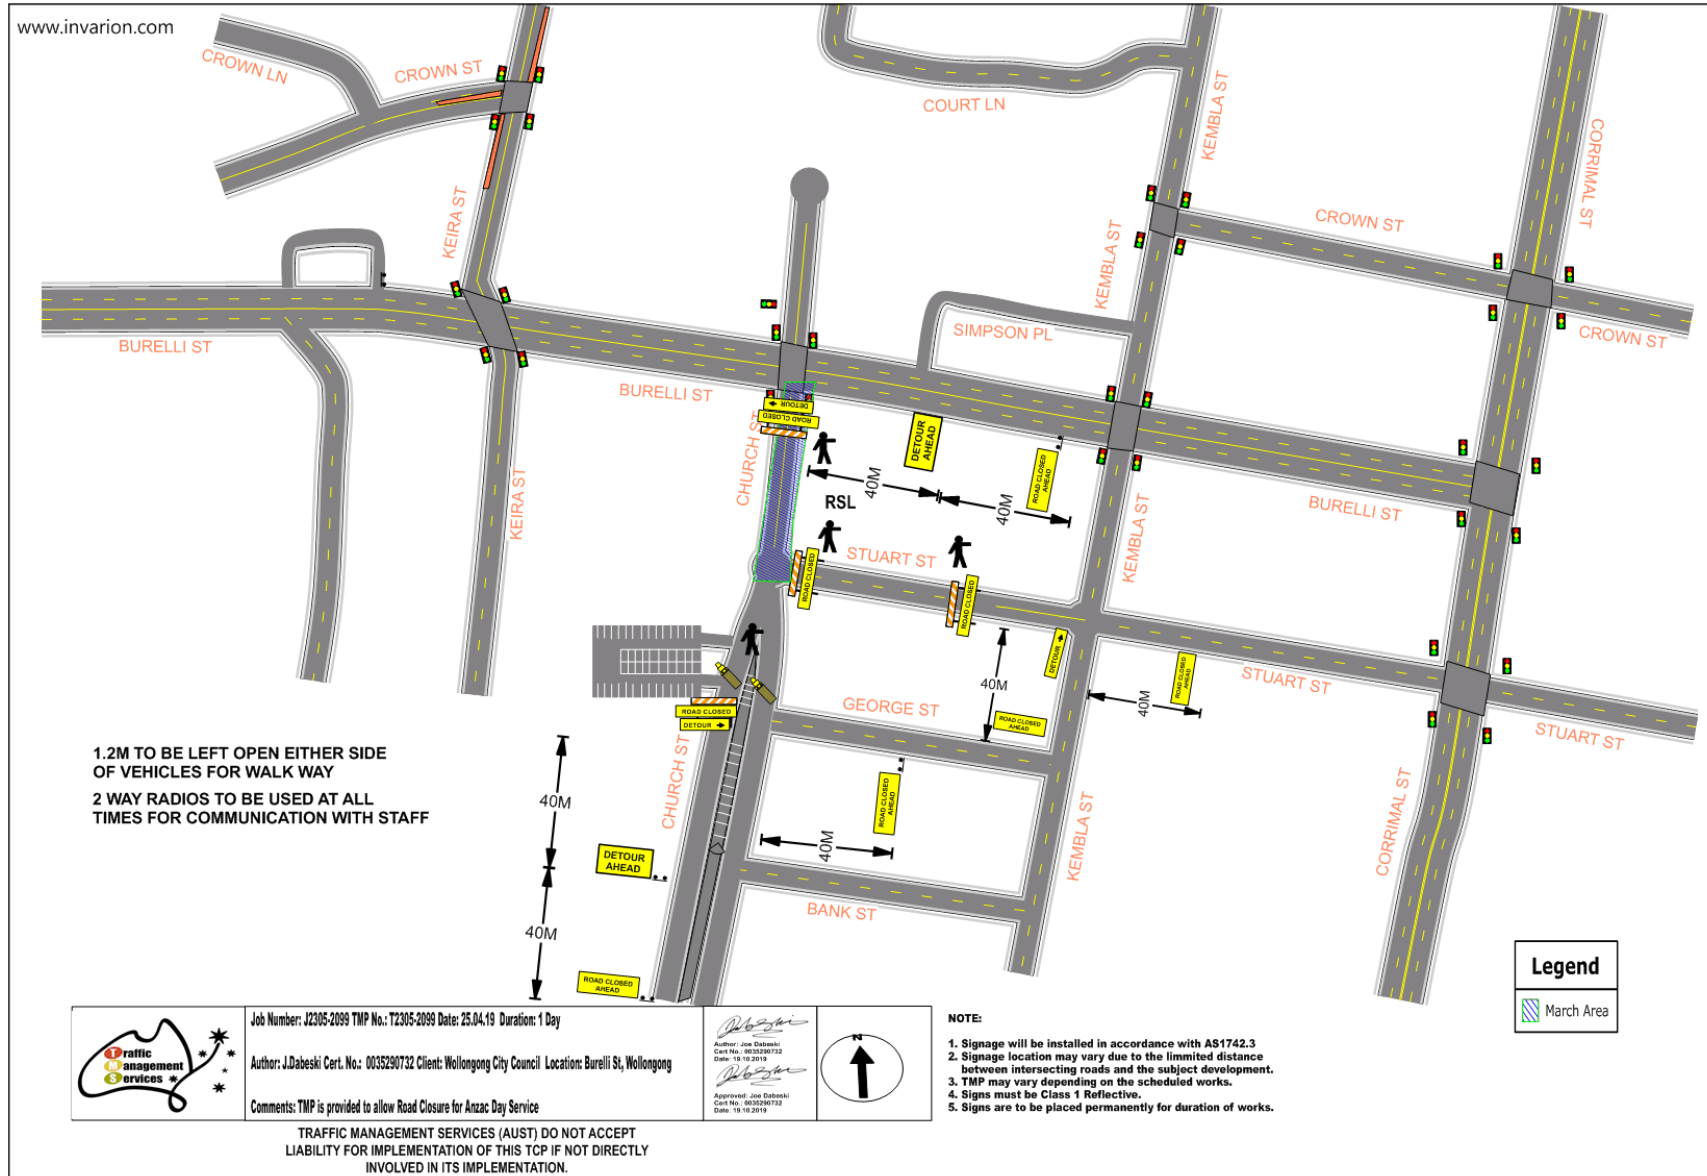 www.invarion.com
CROWN LN
CROWN ST
COURT LN
KEMBLA ST
CORRIMAL ST
KEIRA ST
CROWN ST
KEMBLA ST
SIMPSON PL
CROWN ST
BURELLI ST
BURELLI ST
DETOUR
ROAD CLOSED
DETOUR
AHEAD
CHURCH ST
ROAD CLOSED
AHEAD
40M
40M
RSL
BURELLI ST
KEIRA ST
KEMBLA ST
STUART ST
ROAD CLOSED
ROAD CLOSED
DETOUR
40M
ROAD CLOSED
AHEAD
40M
STUART ST
STUART ST
GEORGE ST
ROAD CLOSED
AHEAD
ROAD CLOSED
DETOUR
CHURCH ST
1.2M TO BE LEFT OPEN EITHER SIDE
OF VEHICLES FOR WALK WAY
2 WAY RADIOS TO BE USED AT ALL
TIMES FOR COMMUNICATION WITH STAFF
40M
ROAD CLOSED
AHEAD
40M
KEMBLA ST
CORRIMAL ST
DETOUR
AHEAD
BANK ST
40M
ROAD CLOSED
AHEAD
Legend
March Area
Traffic
Management
Services
Job Number: J2305-2099 TMP No.: T2305-2099 Date: 25.04.19 Duration: 1 Day
Author: J.Dabeski Cert. No.: 0035290732 Client: Wollongong City Council Location: Burelli St, Wollongong
Comments: TMP is provided to allow Road Closure for Anzac Day Service
Author: Joe Dabeski
Cert No.: 0035290732
Date: 19.10.2019
Approved: Joe Dabeski
Cert No.: 0035290732
Date: 19.10.2019
N
NOTE:
1. Signage will be installed in accordance with AS1742.3
2. Signage location may vary due to the limmited distance
between intersecting roads and the subject development.
3. TMP may vary depending on the scheduled works.
4. Signs must be Class 1 Reflective.
5. Signs are to be placed permanently for duration of works.
TRAFFIC MANAGEMENT SERVICES (AUST) DO NOT ACCEPT
LIABILITY FOR IMPLEMENTATION OF THIS TCP IF NOT DIRECTLY
INVOLVED IN ITS IMPLEMENTATION.